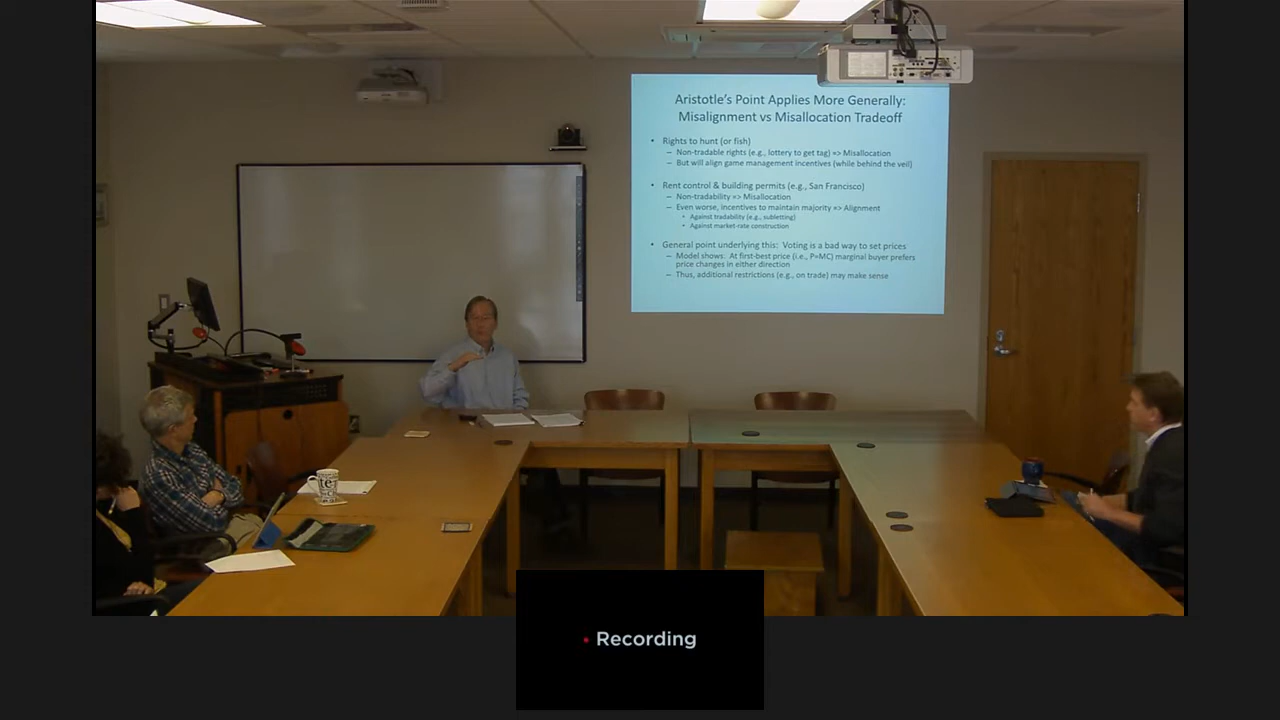 Aristotle's Point Applies More Generally:
Misalignment vs Misallocation Tradeoff
• Rights to hunt (or fish)
– Non-tradable rights (e.g., lottery to get tag) => Misallocation
– But will align game management incentives (while behind the veil)
• Rent control & building permits (e.g., San Francisco)
– Non-tradability => Misallocation
– Even worse, incentives to maintain majority => Alignment
• Against tradability (e.g., subletting)
• Against market-rate construction
• General point underlying this: Voting is a bad way to set prices
– Model shows: At first-best price (i.e., P=MC) marginal buyer prefers
price changes in either direction
– Thus, additional restrictions (e.g., on trade) may make sense
te
Recording